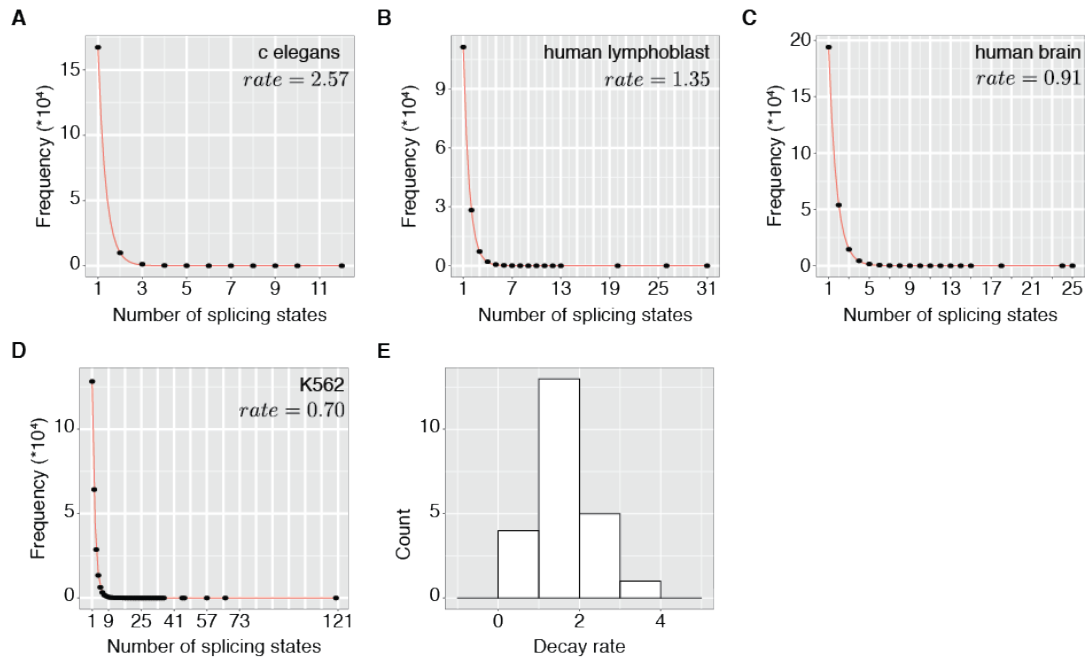 A
c elegans
rate = 2.57
Frequency (*10⁴)
15
10
5
0
1 3 5 7 9 11
Number of splicing states
B
human lymphoblast
rate = 1.35
Frequency (*10⁴)
9
6
3
0
1 7 13 19 25 31
Number of splicing states
C
human brain
rate = 0.91
Frequency (*10⁴)
20
15
10
5
0
1 5 9 13 17 21 25
Number of splicing states
D
K562
rate = 0.70
Frequency (*10⁴)
10
5
0
1 9 25 41 57 73 121
Number of splicing states
E
Count
10
5
0
0 2 4
Decay rate